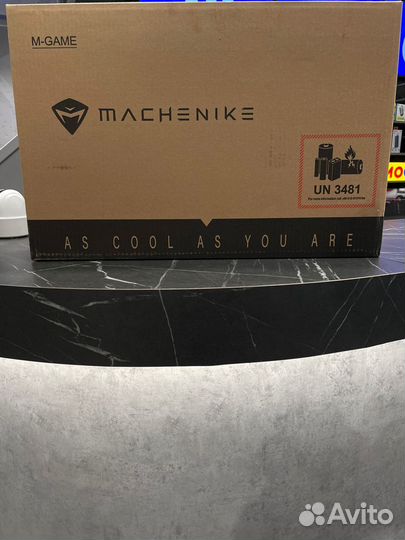 M-GAME
MACHENIKE
UN 3481
AS COOL AS YOU ARE
Avito